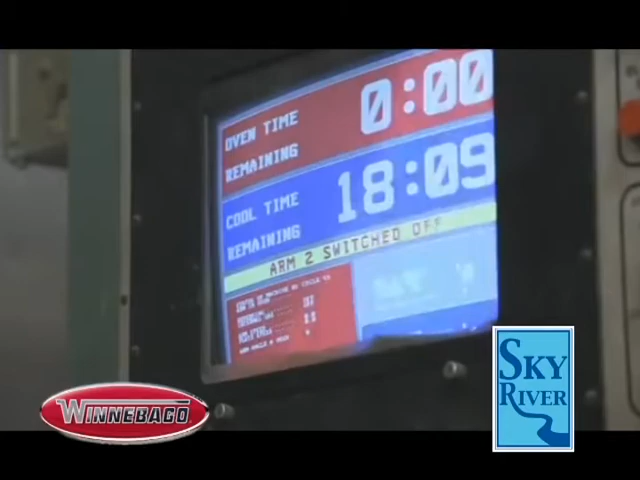 OVEN TIME 0:00
REMAINING
COOL TIME 18:09
REMAINING
ARM 2 SWITCHED OFF
WINNEBAGO
SKY
RIVER